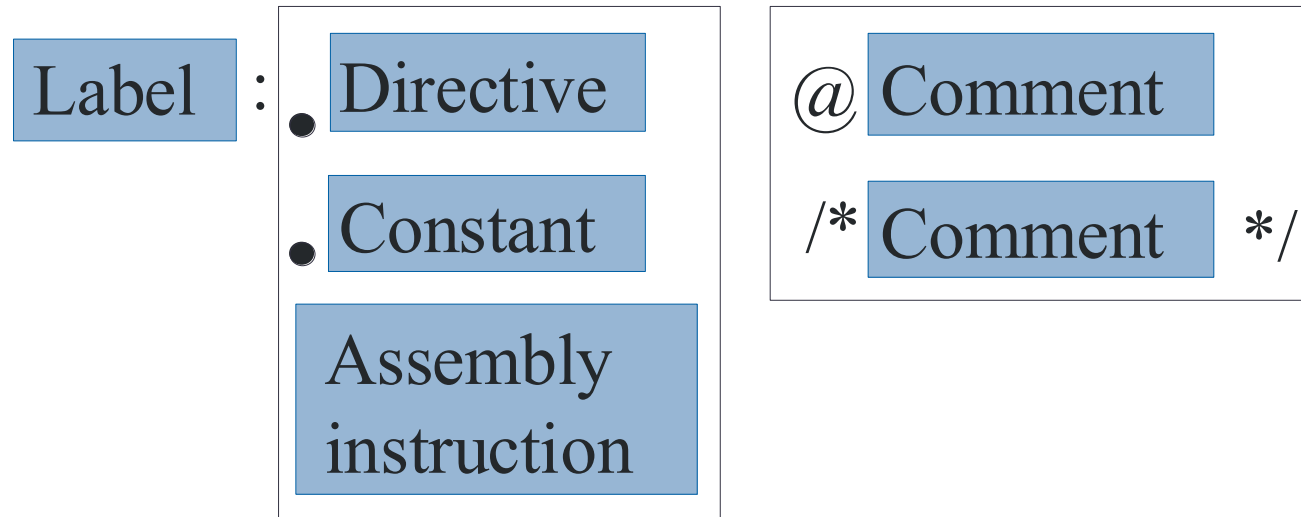 Label : . Directive @ Comment
. Constant /* Comment */
Assembly
instruction